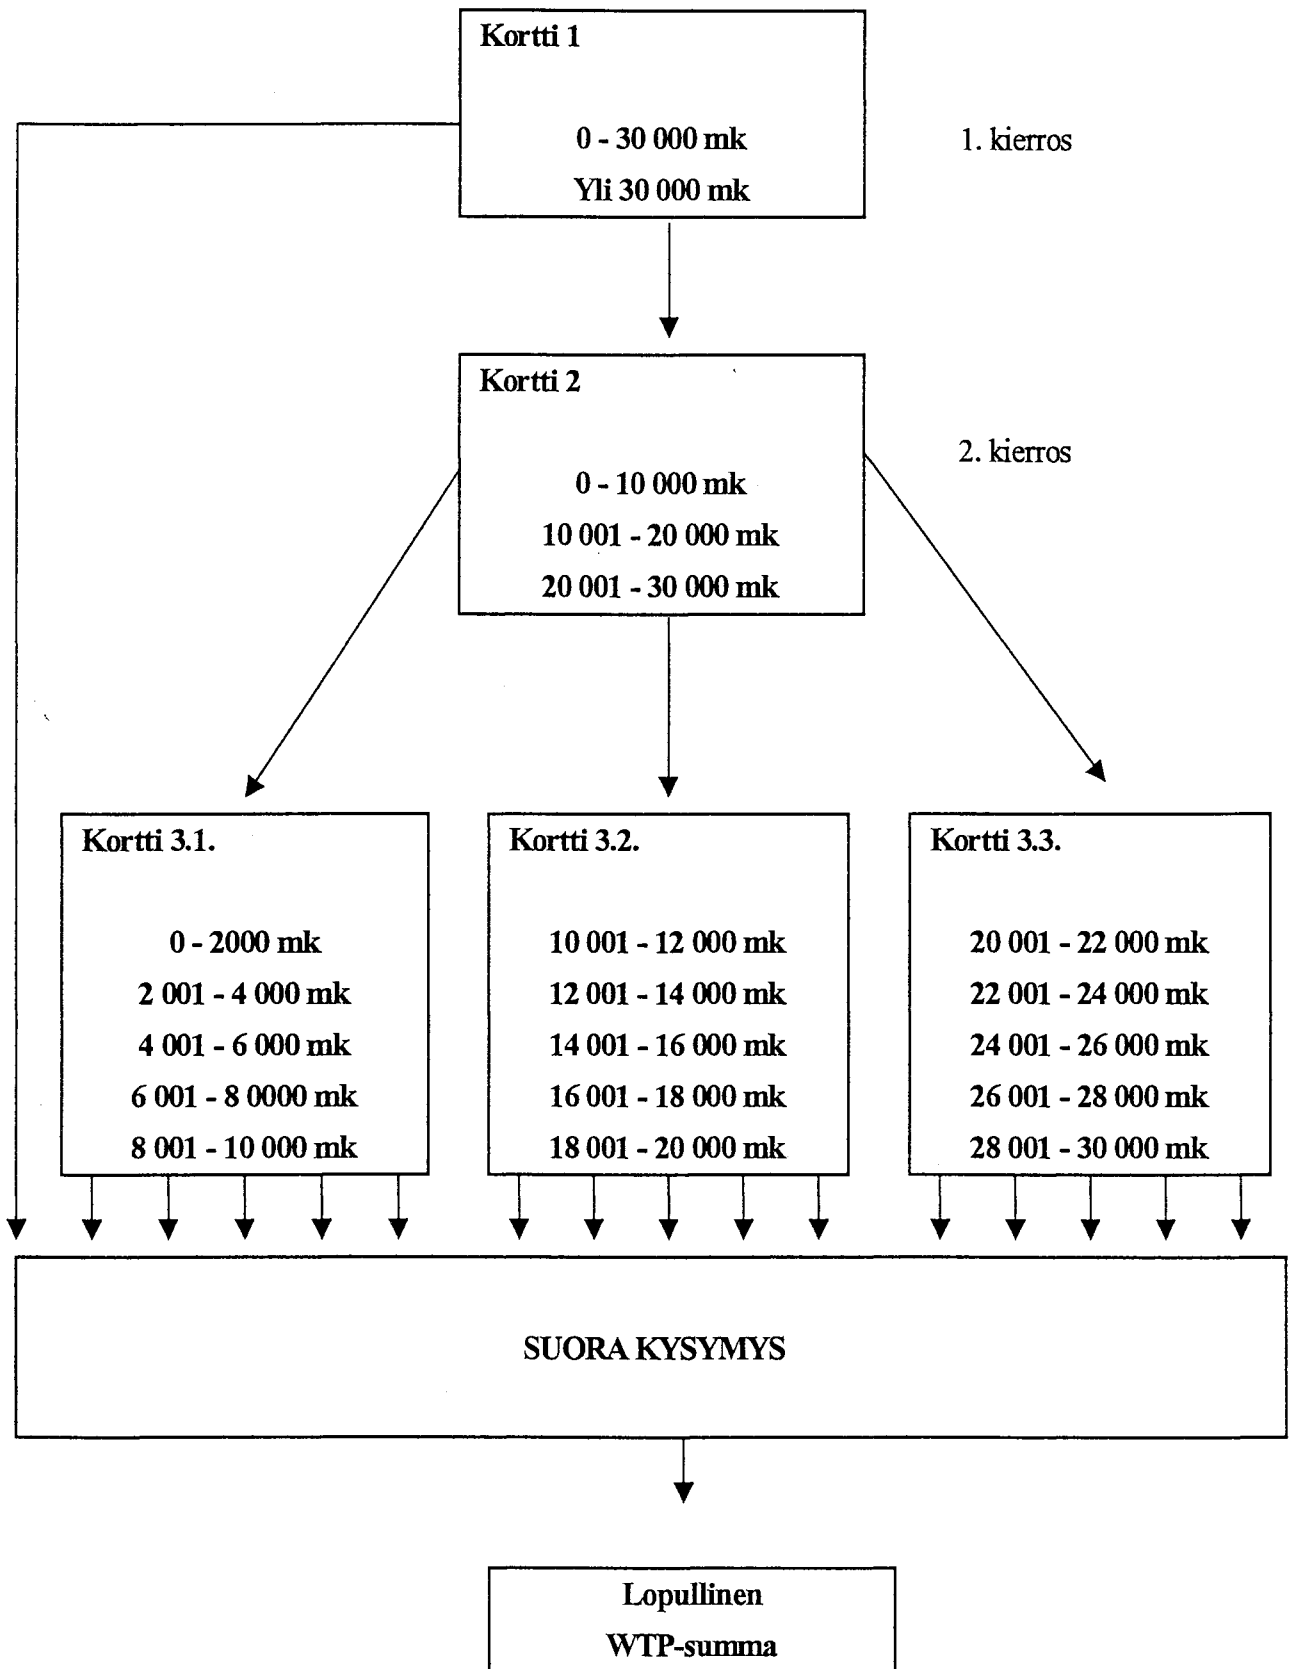 Kortti 1
0 - 30 000 mk
1. kierros
Yli 30 000 mk
Kortti 2
2. kierros
0 - 10 000 mk
10 001 - 20 000 mk
20 001 - 30 000 mk
Kortti 3.1.
0 - 2000 mk
2 001 - 4 000 mk
4 001 - 6 000 mk
6 001 - 8 0000 mk
8 001 - 10 000 mk
Kortti 3.2.
10 001 - 12 000 mk
12 001 - 14 000 mk
14 001 - 16 000 mk
16 001 - 18 000 mk
18 001 - 20 000 mk
Kortti 3.3.
20 001 - 22 000 mk
22 001 - 24 000 mk
24 001 - 26 000 mk
26 001 - 28 000 mk
28 001 - 30 000 mk
SUORA KYSYMYS
Lopullinen
WTP-summa